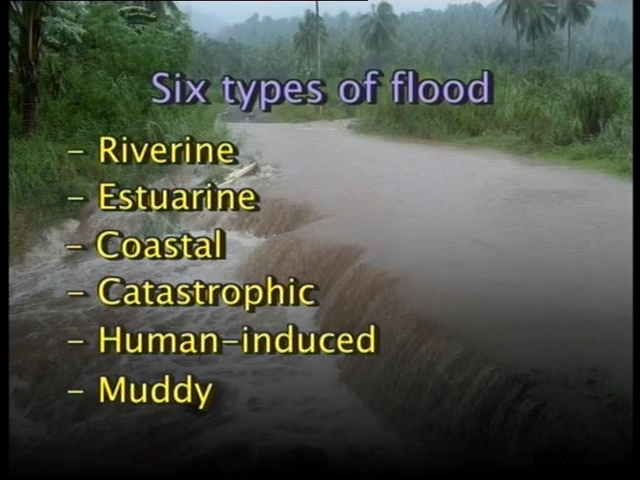 Six types of flood
- Riverine
- Estuarine
- Coastal
- Catastrophic
- Human-induced
- Muddy